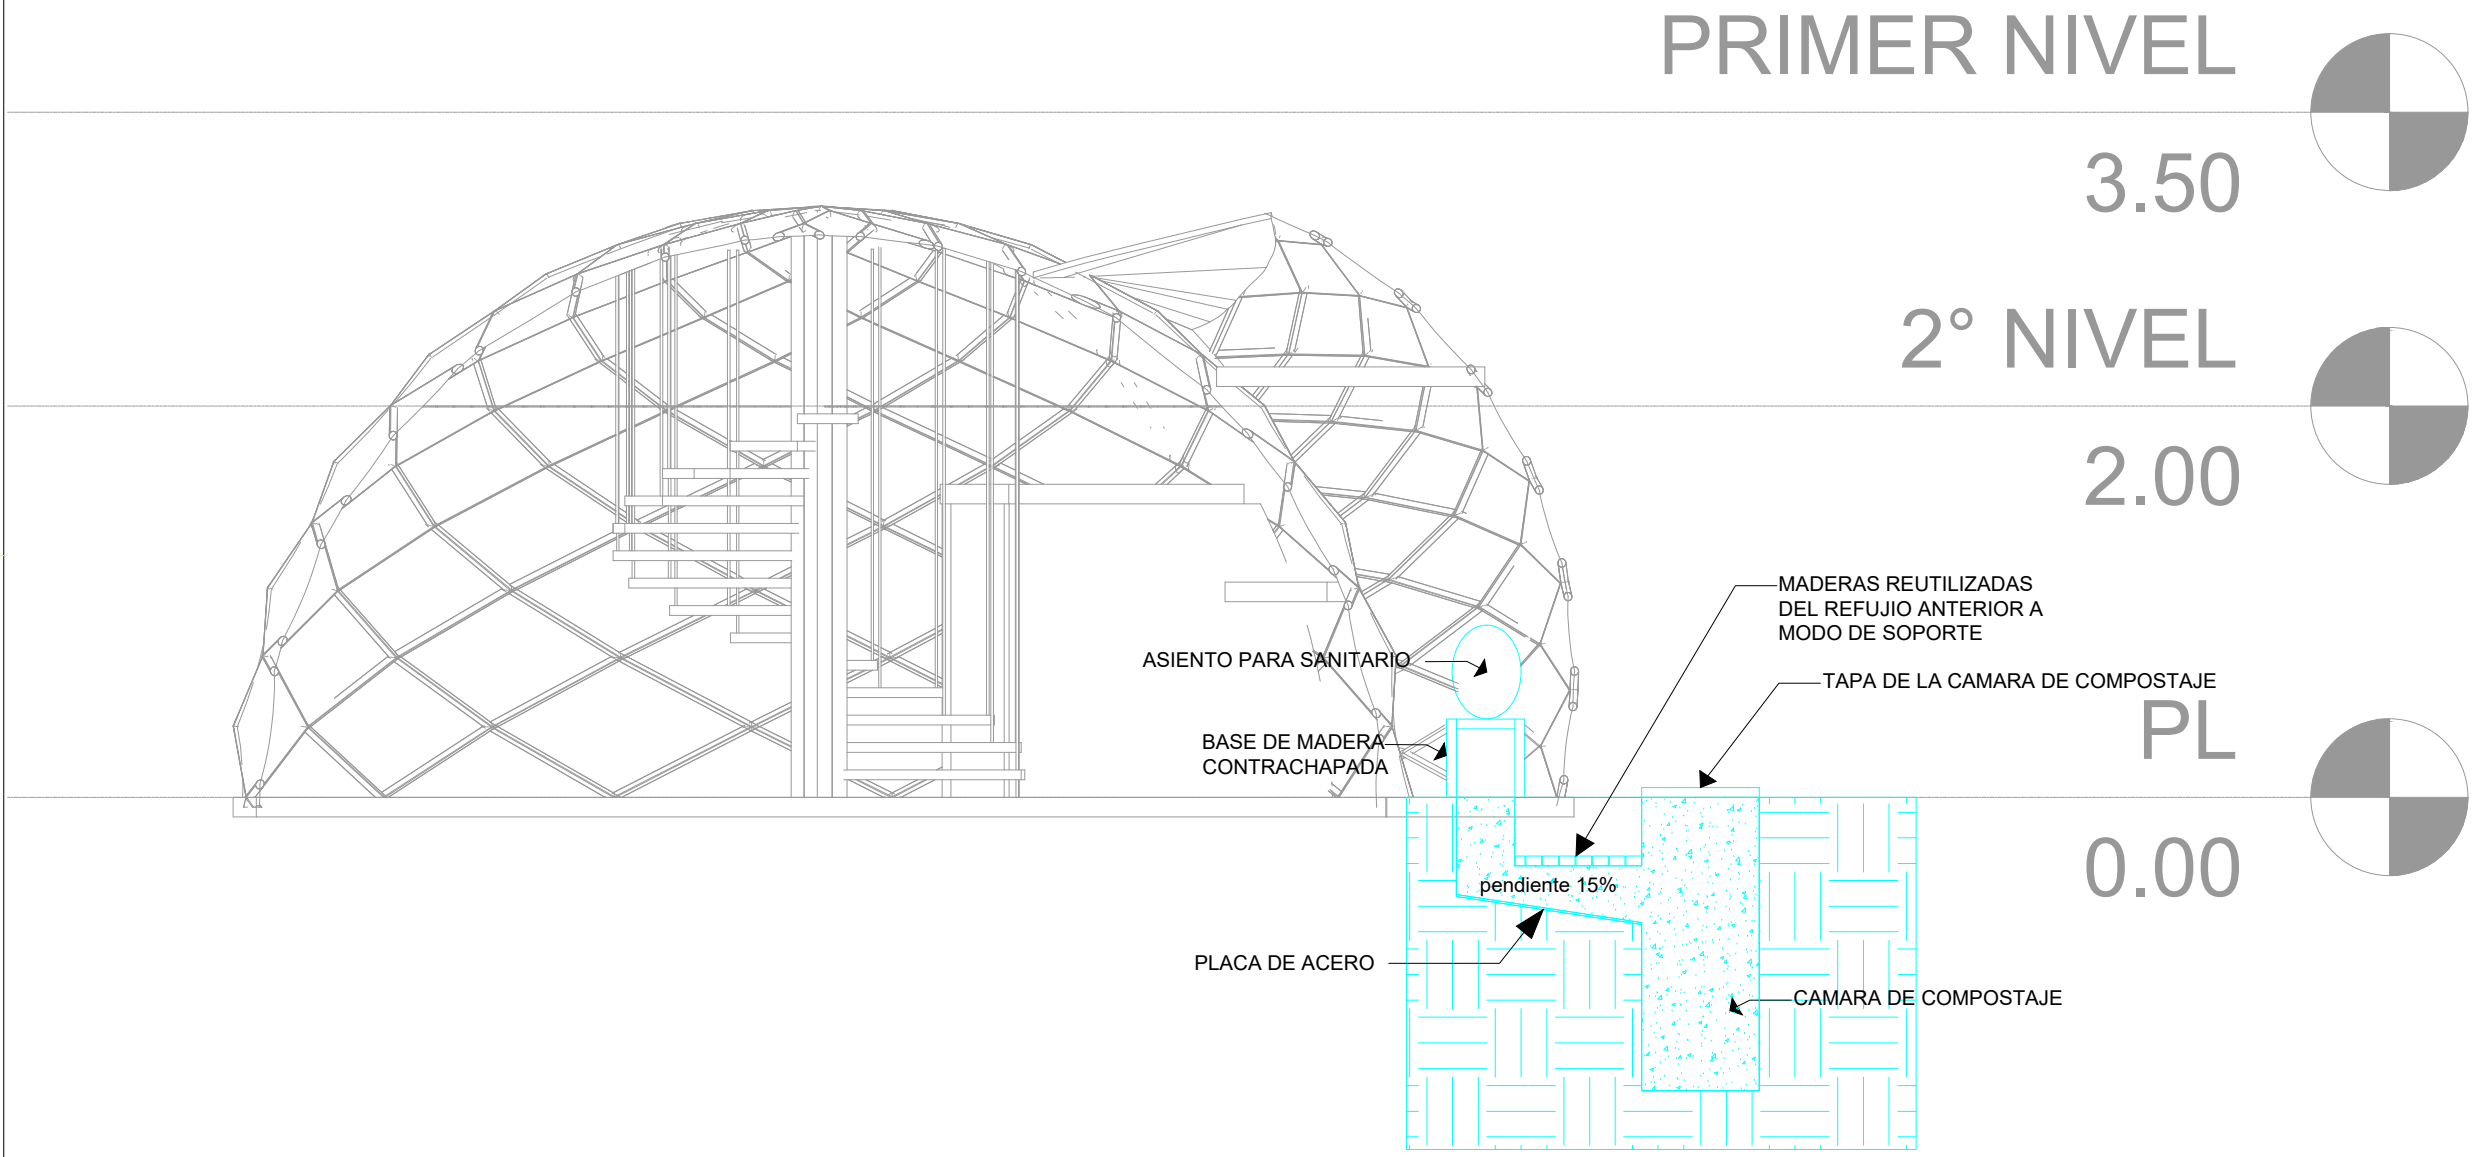 PRIMER NIVEL
3.50
2° NIVEL
2.00
MADERAS REUTILIZADAS
DEL REFUJIO ANTERIOR A
MODO DE SOPORTE
ASIENTO PARA SANITARIO
TAPA DE LA CAMARA DE COMPOSTAJE
PL
BASE DE MADERA
CONTRACHAPADA
0.00
pendiente 15%
PLACA DE ACERO
CAMARA DE COMPOSTAJE